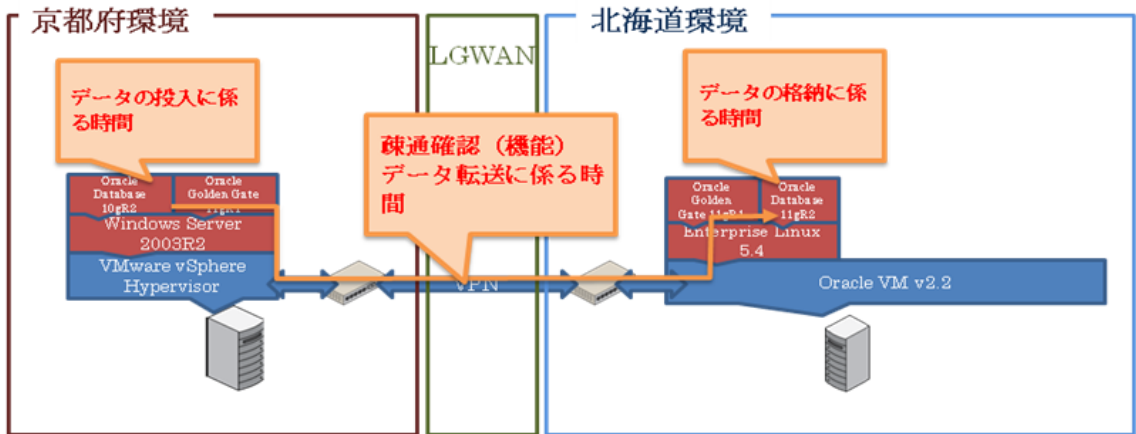 京都府環境
LGWAN
北海道環境
データの投入に係
る時間
データの格納に係
る時間
疎通確認（機能）
データ転送に係る時
間
Oracle
Database
10gR2
Oracle
Golden Gate
Windows Server
2003R2
VMware vSphere
Hypervisor
VPN
Oracle
Golden
Gate 11gR1
Oracle
Database
11gR2
Enterprise Linux
5.4
Oracle VM v2.2